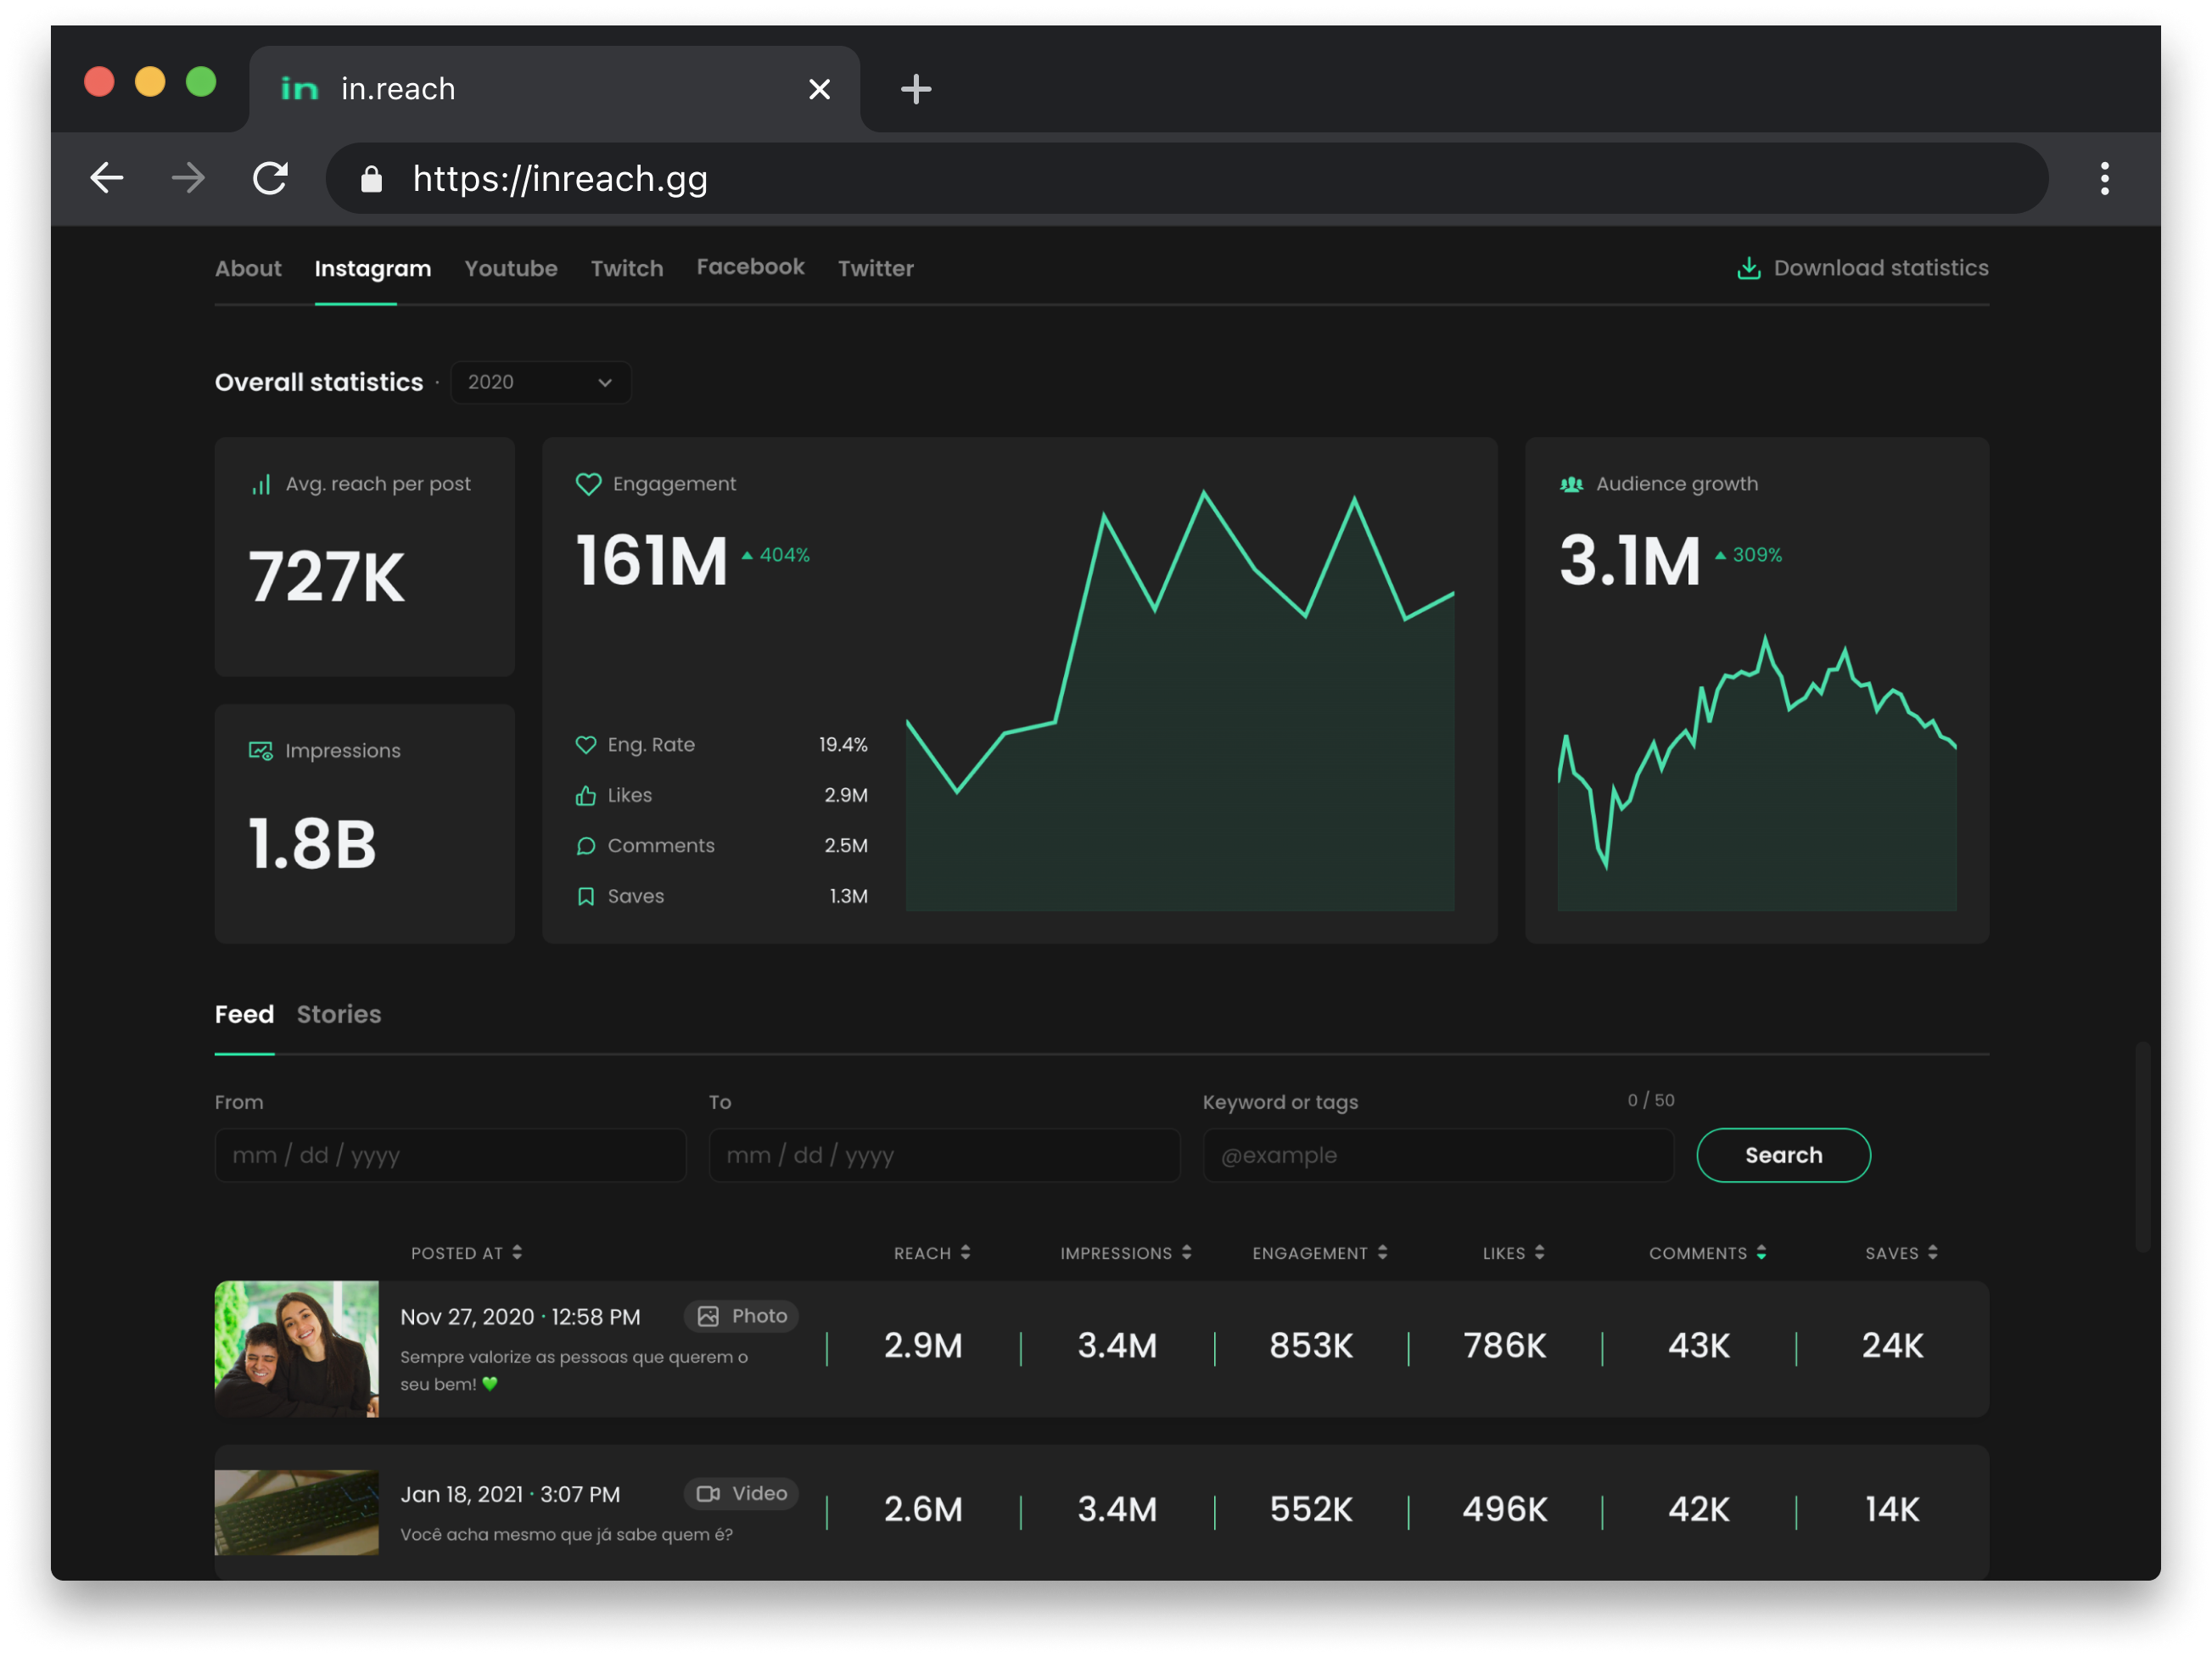 in in.reach
https://inreach.gg
About Instagram Youtube Twitch Facebook Twitter Download statistics
Overall statistics · 2020
Avg. reach per post
727K
Impressions
1.8B
Engagement
161M 404%
Eng. Rate 19.4%
Likes 2.9M
Comments 2.5M
Saves 1.3M
Audience growth
3.1M 309%
Feed Stories
From To Keyword or tags 0 / 50
mm / dd / yyyy mm / dd / yyyy @example Search
POSTED AT REACH IMPRESSIONS ENGAGEMENT LIKES COMMENTS SAVES
Nov 27, 2020 · 12:58 PM Photo
Sempre valorize as pessoas que querem o
seu bem! 💚
2.9M 3.4M 853K 786K 43K 24K
Jan 18, 2021 · 3:07 PM Video
Você acha mesmo que já sabe quem é?
2.6M 3.4M 552K 496K 42K 14K